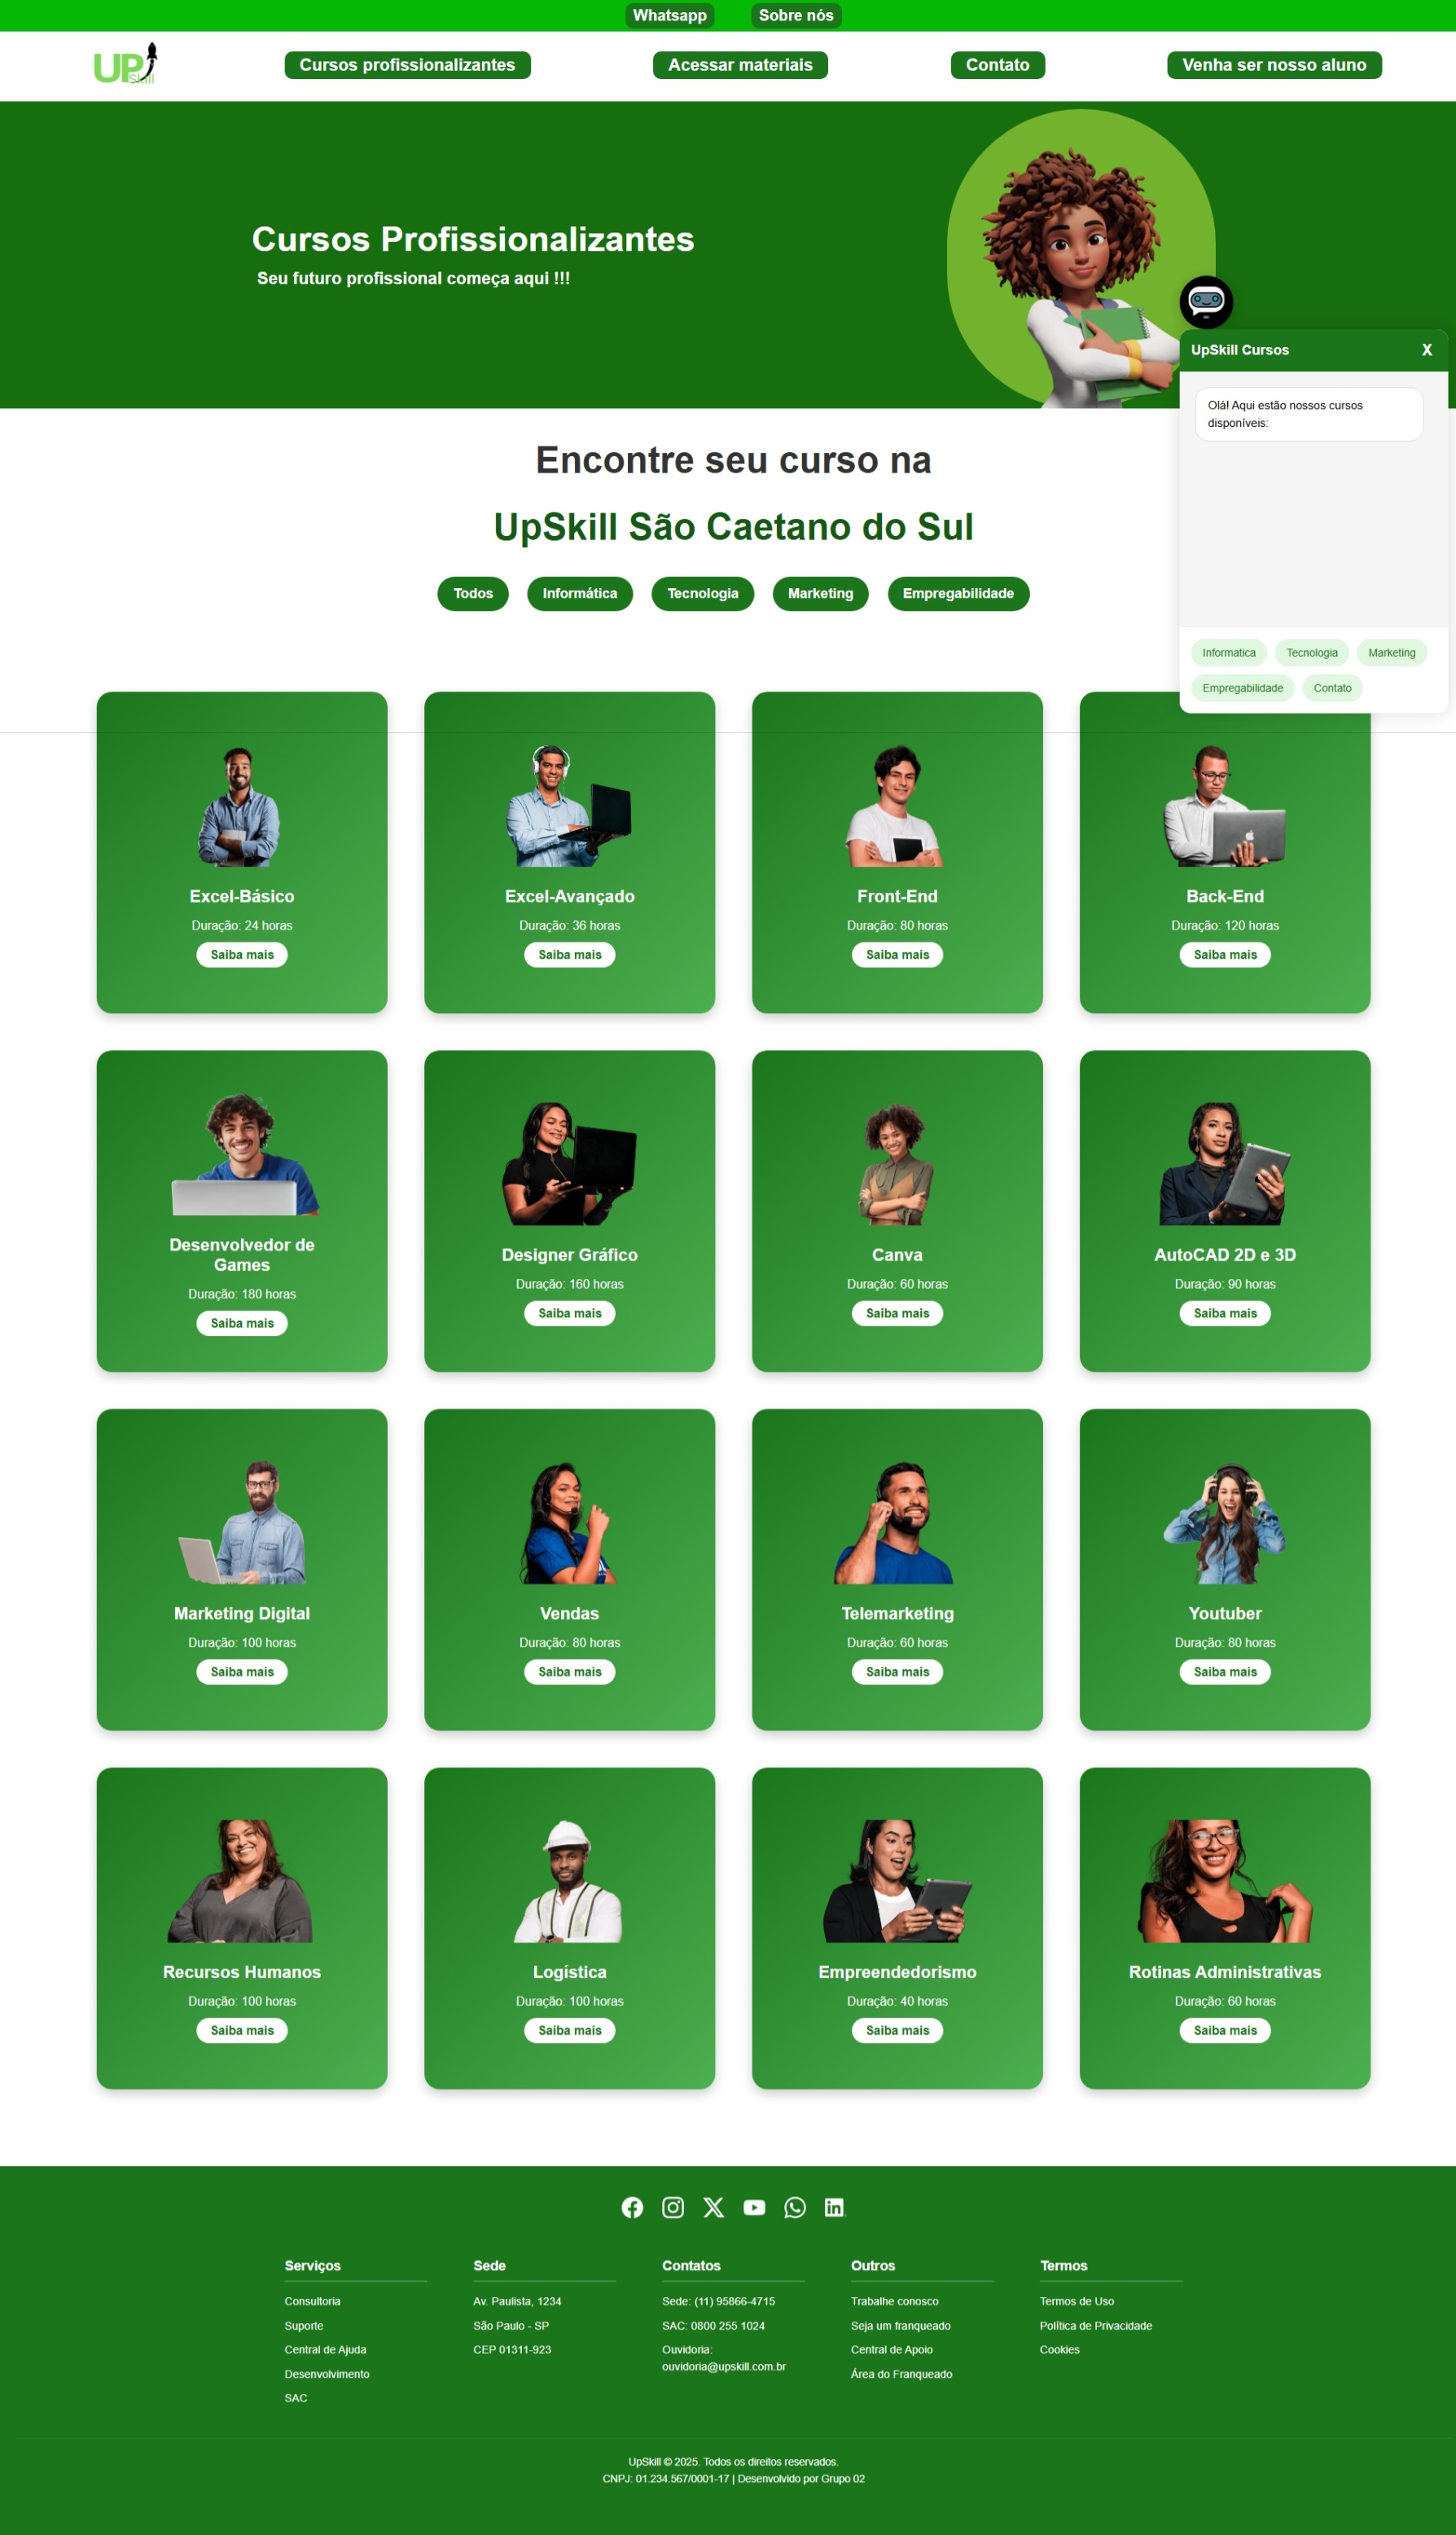 Whatsapp
Sobre nós
UP
Skill
Cursos profissionalizantes
Acessar materiais
Contato
Venha ser nosso aluno
Cursos Profissionalizantes
Seu futuro profissional começa aqui !!!
UpSkill Cursos
X
Olá! Aqui estão nossos cursos
disponíveis:
Informatica
Tecnologia
Marketing
Empregabilidade
Contato
Encontre seu curso na
UpSkill São Caetano do Sul
Todos
Informática
Tecnologia
Marketing
Empregabilidade
Excel-Básico
Duração: 24 horas
Saiba mais
Excel-Avançado
Duração: 36 horas
Saiba mais
Front-End
Duração: 80 horas
Saiba mais
Back-End
Duração: 120 horas
Saiba mais
Desenvolvedor de
Games
Duração: 180 horas
Saiba mais
Designer Gráfico
Duração: 160 horas
Saiba mais
Canva
Duração: 60 horas
Saiba mais
AutoCAD 2D e 3D
Duração: 90 horas
Saiba mais
Marketing Digital
Duração: 100 horas
Saiba mais
Vendas
Duração: 80 horas
Saiba mais
Telemarketing
Duração: 60 horas
Saiba mais
Youtuber
Duração: 80 horas
Saiba mais
Recursos Humanos
Duração: 100 horas
Saiba mais
Logística
Duração: 100 horas
Saiba mais
Empreendedorismo
Duração: 40 horas
Saiba mais
Rotinas Administrativas
Duração: 60 horas
Saiba mais
Serviços
Consultoria
Suporte
Central de Ajuda
Desenvolvimento
SAC
Sede
Av. Paulista, 1234
São Paulo - SP
CEP 01311-923
Contatos
Sede: (11) 95866-4715
SAC: 0800 255 1024
Ouvidoria:
ouvidoria@upskill.com.br
Outros
Trabalhe conosco
Seja um franqueado
Central de Apoio
Área do Franqueado
Termos
Termos de Uso
Política de Privacidade
Cookies
UpSkill © 2025. Todos os direitos reservados.
CNPJ: 01.234.567/0001-17 | Desenvolvido por Grupo 02